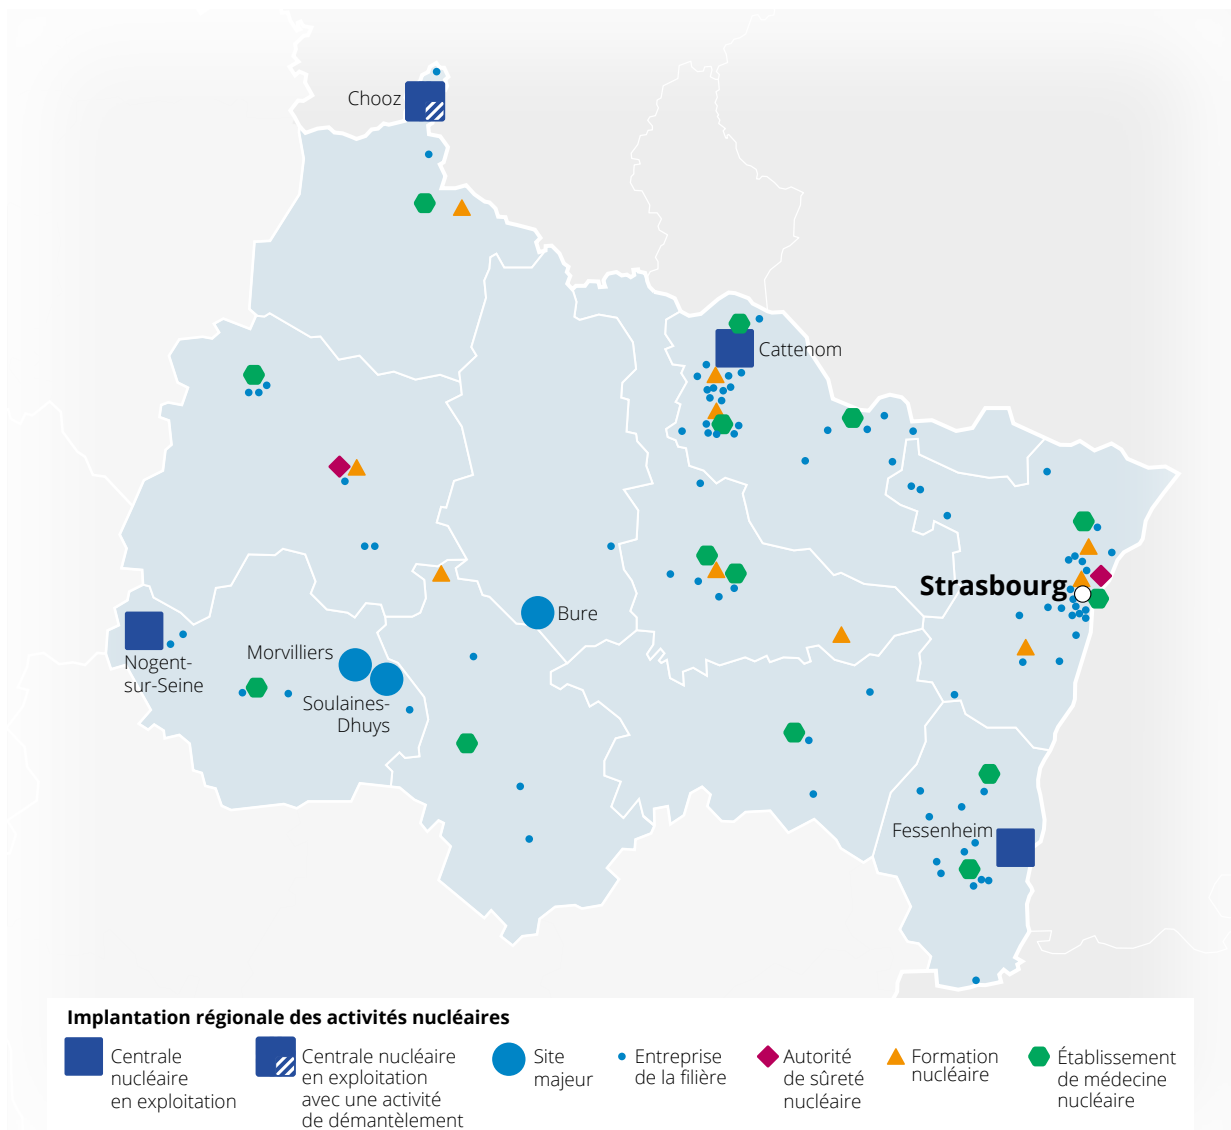 Chooz
Cattenom
Strasbourg
Bure
Morvilliers
Nogent-
sur-Seine
Soulaines-
Dhuys
Fessenheim
Implantation régionale des activités nucléaires
Centrale
nucléaire
en exploitation
Centrale nucléaire
en exploitation
avec une activité
de démantèlement
Site
majeur
Entreprise
de la filière
Autorité
de sûreté
nucléaire
Formation
nucléaire
Établissement
de médecine
nucléaire